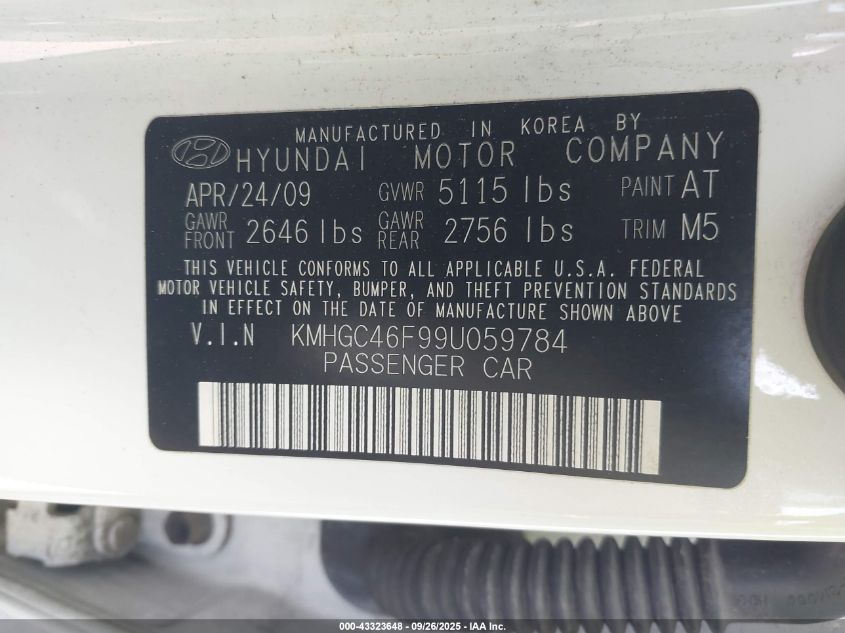 MANUFACTURED IN KOREA BY
HYUNDAI MOTOR COMPANY
APR/24/09 GVWR 5115 lbs PAINT AT
GAWR FRONT 2646 lbs GAWR REAR 2756 lbs TRIM M5
THIS VEHICLE CONFORMS TO ALL APPLICABLE U.S.A. FEDERAL
MOTOR VEHICLE SAFETY, BUMPER, AND THEFT PREVENTION STANDARDS
IN EFFECT ON THE DATE OF MANUFACTURE SHOWN ABOVE
V.I.N KMHGC46F99U059784
PASSENGER CAR
000-43323648 - 09/26/2025 - IAA Inc.